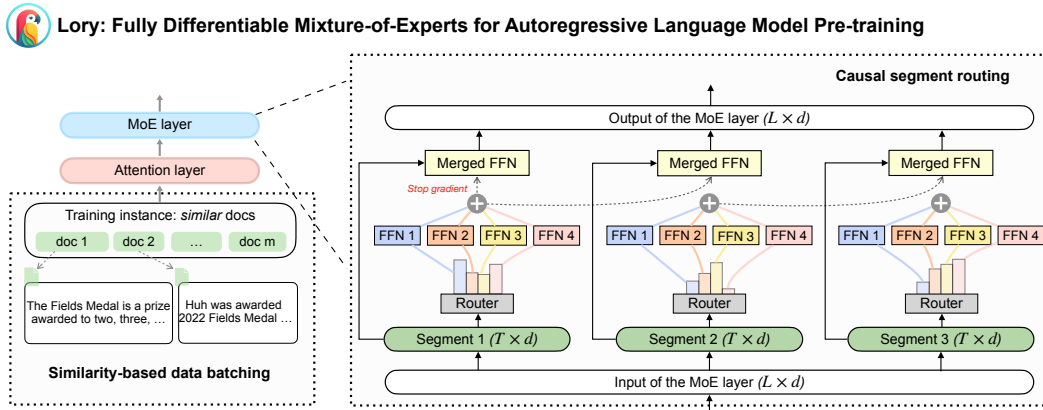 Lory: Fully Differentiable Mixture-of-Experts for Autoregressive Language Model Pre-training
MoE layer
Attention layer
Training instance: similar docs
doc 1
doc 2
...
doc m
The Fields Medal is a prize
awarded to two, three, ...
Huh was awarded
2022 Fields Medal ...
Similarity-based data batching
Causal segment routing
Output of the MoE layer (L × d)
Merged FFN
Merged FFN
Merged FFN
Stop gradient
FFN 1
FFN 2
FFN 3
FFN 4
FFN 1
FFN 2
FFN 3
FFN 4
FFN 1
FFN 2
FFN 3
FFN 4
Router
Router
Router
Segment 1 (T × d)
Segment 2 (T × d)
Segment 3 (T × d)
Input of the MoE layer (L × d)